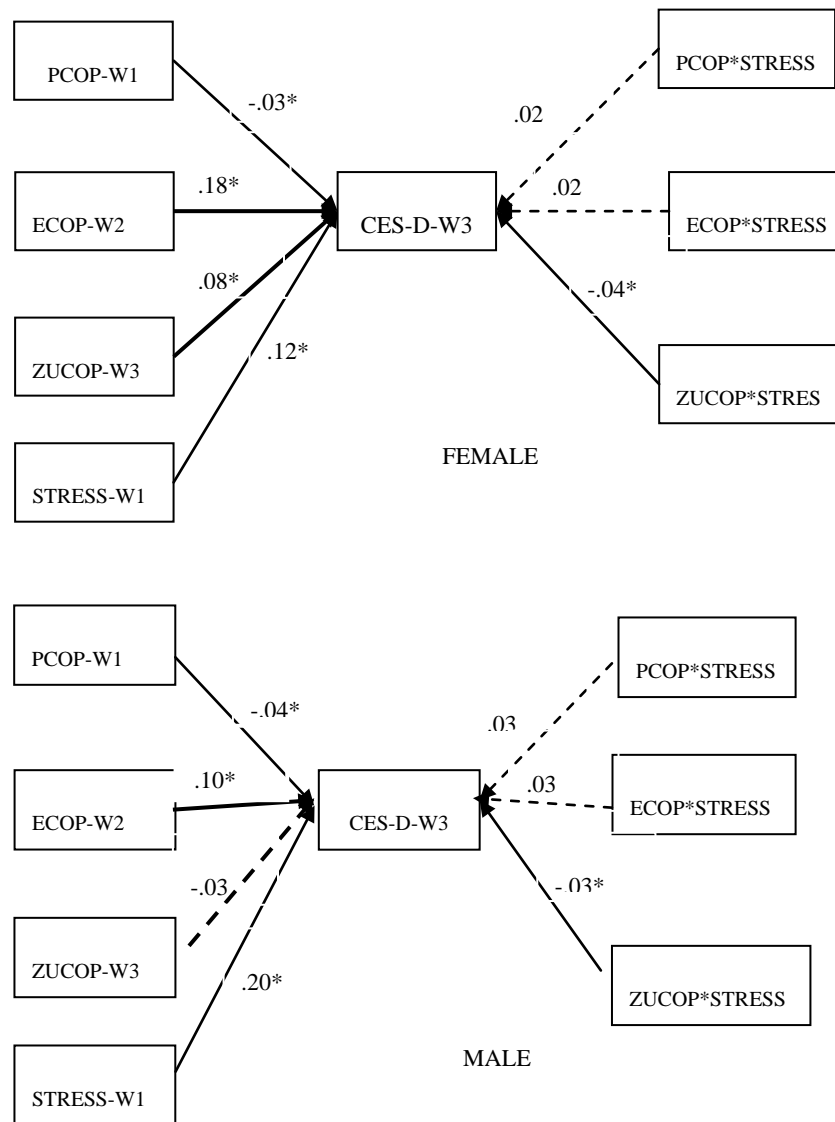 PCOP-W1
PCOP*STRESS
-.03*
.02
.18*
.02
ECOP-W2
CES-D-W3
ECOP*STRESS
.08*
-.04*
ZUCOP-W3
.12*
ZUCOP*STRES
FEMALE
STRESS-W1
PCOP-W1
PCOP*STRESS
-.04*
.03
.10*
.03
ECOP-W2
CES-D-W3
ECOP*STRESS
-.03
-.03*
ZUCOP-W3
.20*
ZUCOP*STRESS
MALE
STRESS-W1